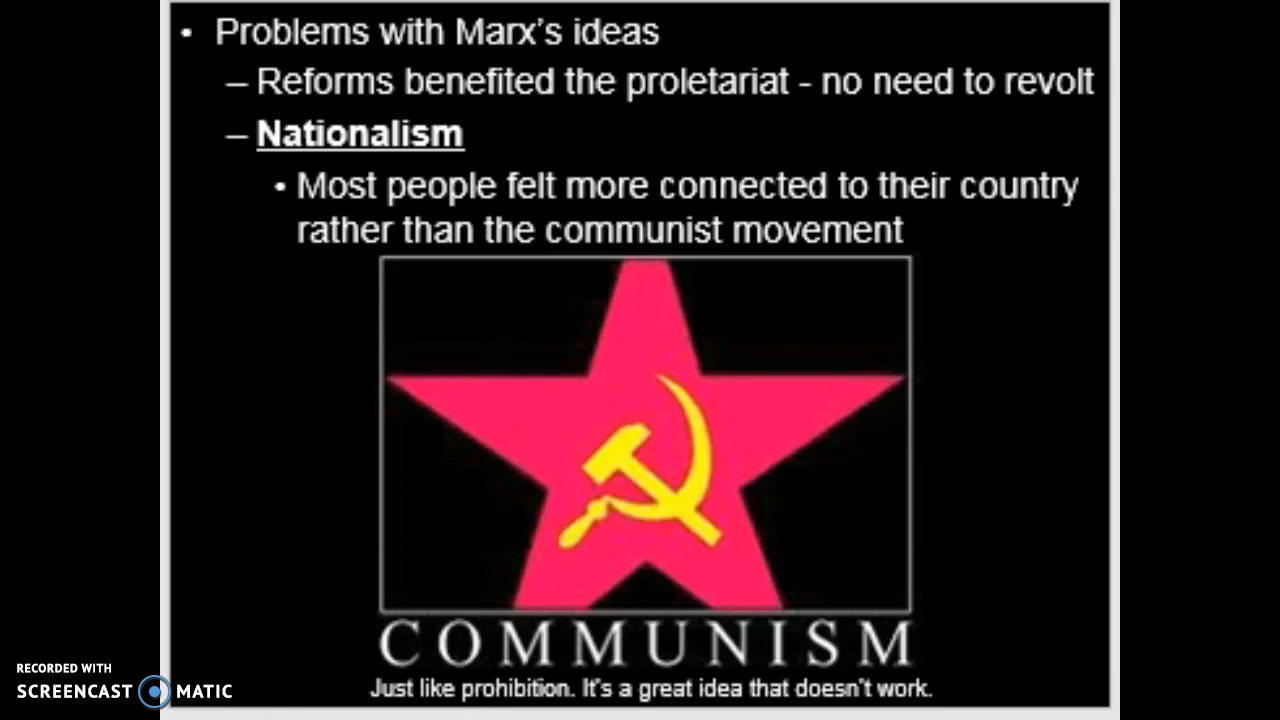 • Problems with Marx's ideas
– Reforms benefited the proletariat - no need to revolt
– Nationalism
• Most people felt more connected to their country
rather than the communist movement
COMMUNISM
Just like prohibition. It's a great idea that doesn't work.
RECORDED WITH
SCREENCAST MATIC